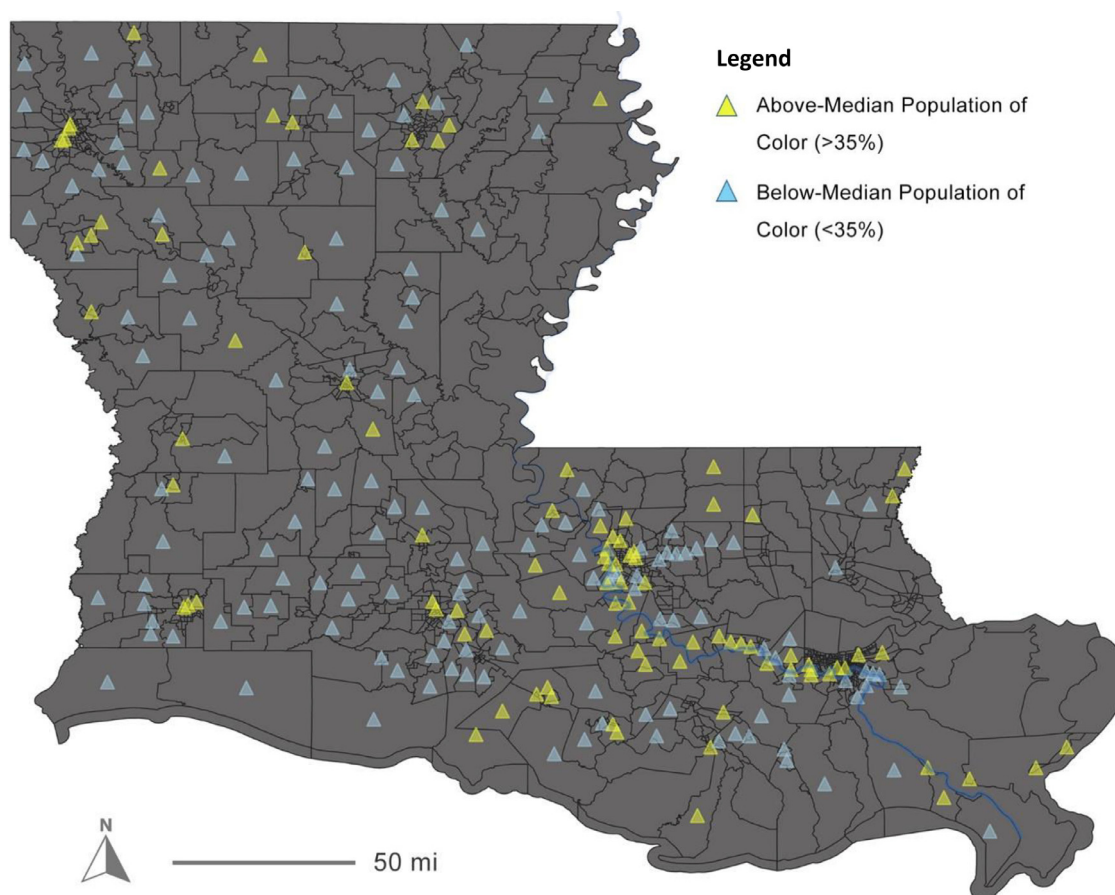 Legend
Above-Median Population of
Color (>35%)
Below-Median Population of
Color (<35%)
N
50 mi